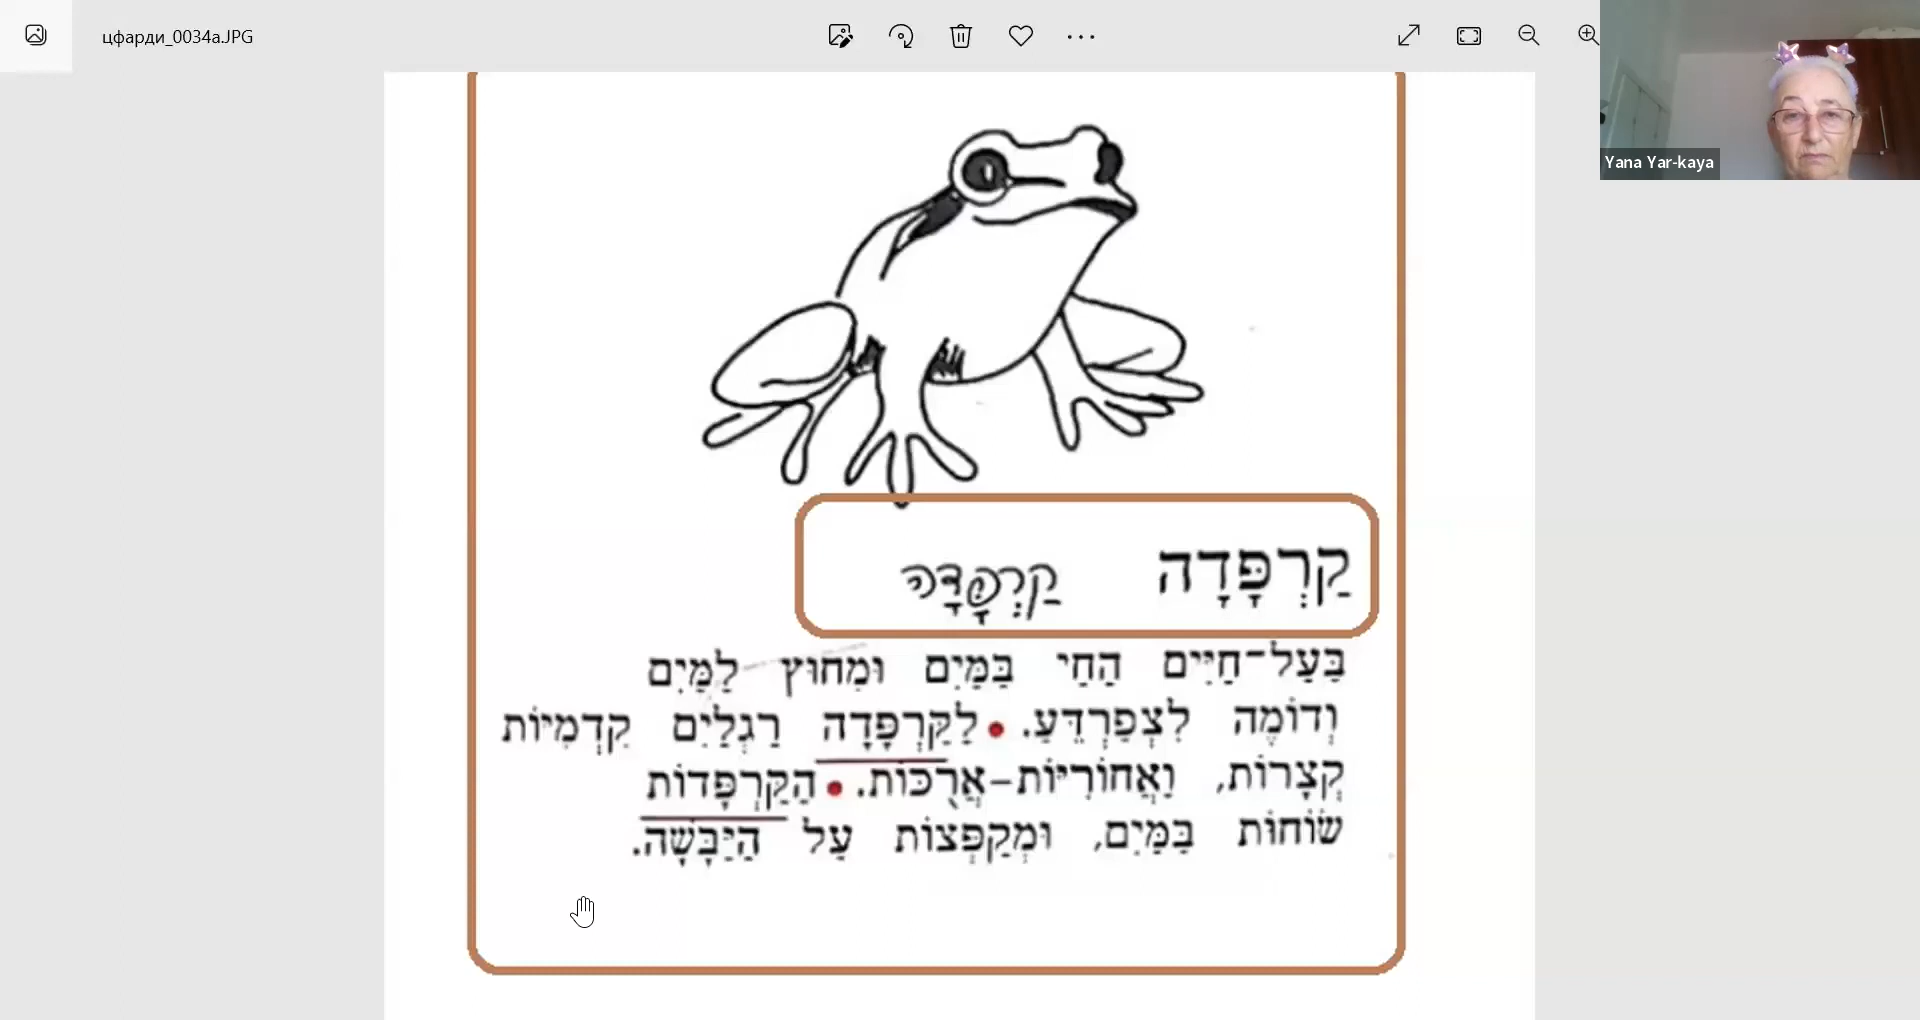 цфарди_0034a.JPG
Yana Yar-kaya
קַרְפָּדָה קַרְפָּדָה
בַּעַל־חַיִּים הַחַי בַּמַּיִם וּמִחוּץ לַמַּיִם
וְדוֹמֶה לִצְפַרְדֵּעַ. • לַקַּרְפָּדָה רַגְלַיִם קִדְמִיּוֹת
קְצָרוֹת, וַאֲחוֹרִיּוֹת–אֲרֻכּוֹת. • הַקַּרְפָּדוֹת
שׂוֹחוֹת בַּמַּיִם, וּמְקַפְּצוֹת עַל הַיַּבָּשָׁה.